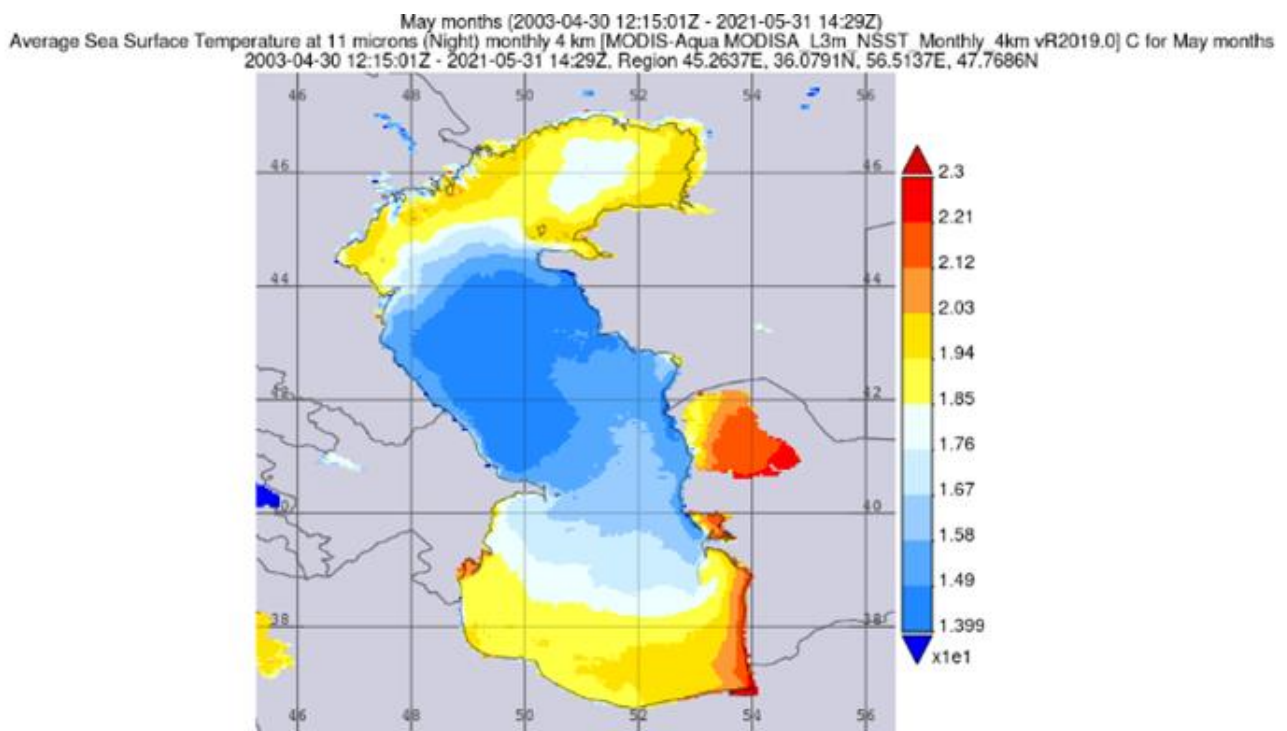 May months (2003-04-30 12:15:01Z - 2021-05-31 14:29Z)
Average Sea Surface Temperature at 11 microns (Night) monthly 4 km [MODIS-Aqua MODISA_L3m_NSST_Monthly_4km vR2019.0] C for May months
2003-04-30 12:15:01Z - 2021-05-31 14:29Z, Region 45.2637E, 36.0791N, 56.5137E, 47.7686N
46 50 54 56
46 46
44 44
42 42
40 40
38 38
46 48 50 52 54 56
2.3
2.21
2.12
2.03
1.94
1.85
1.76
1.67
1.58
1.49
1.399
x1e1